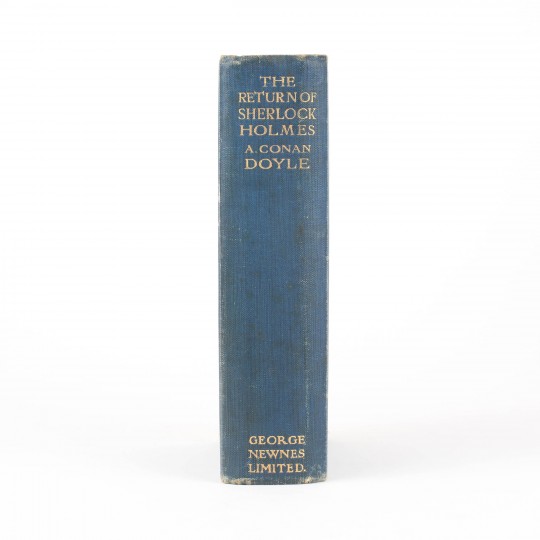 THE
RETURN OF
SHERLOCK
HOLMES
A. CONAN
DOYLE
GEORGE
NEWNES
LIMITED.